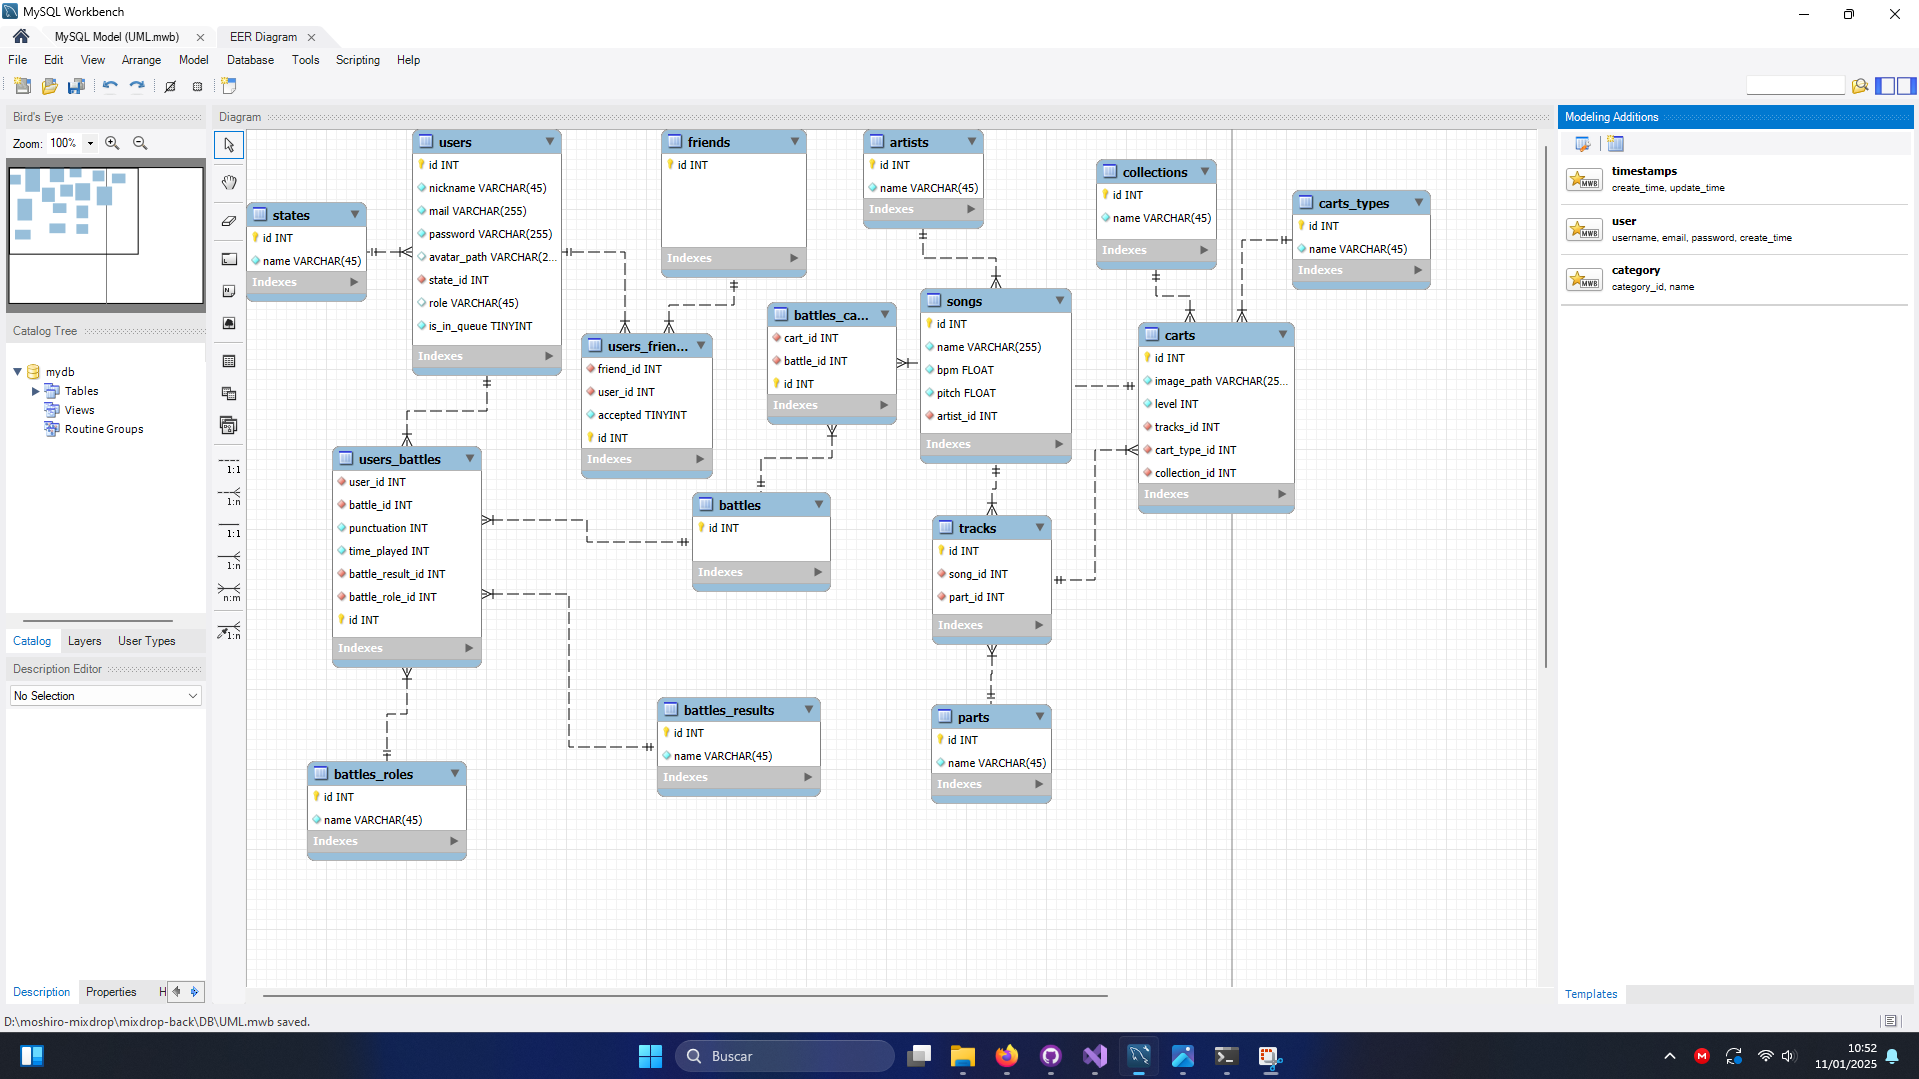 MySQL Workbench
MySQL Model (UML.mwb)
EER Diagram
File Edit View Arrange Model Database Tools Scripting Help
Bird's Eye
Zoom: 100%
Catalog Tree
mydb
Tables
Views
Routine Groups
Catalog Layers User Types
Description Editor
No Selection
Description Properties H
Diagram
1:1
1:n
1:1
1:n
n:m
1:n
states
id INT
name VARCHAR(45)
Indexes
users
id INT
nickname VARCHAR(45)
mail VARCHAR(255)
password VARCHAR(255)
avatar_path VARCHAR(2...
state_id INT
role VARCHAR(45)
is_in_queue TINYINT
Indexes
friends
id INT
Indexes
artists
id INT
name VARCHAR(45)
Indexes
collections
id INT
name VARCHAR(45)
Indexes
carts_types
id INT
name VARCHAR(45)
Indexes
users_frien...
friend_id INT
user_id INT
accepted TINYINT
id INT
Indexes
battles_ca...
cart_id INT
battle_id INT
id INT
Indexes
songs
id INT
name VARCHAR(255)
bpm FLOAT
pitch FLOAT
artist_id INT
Indexes
carts
id INT
image_path VARCHAR(25...
level INT
tracks_id INT
cart_type_id INT
collection_id INT
Indexes
users_battles
user_id INT
battle_id INT
punctuation INT
time_played INT
battle_result_id INT
battle_role_id INT
id INT
Indexes
battles
id INT
Indexes
tracks
id INT
song_id INT
part_id INT
Indexes
battles_results
id INT
name VARCHAR(45)
Indexes
parts
id INT
name VARCHAR(45)
Indexes
battles_roles
id INT
name VARCHAR(45)
Indexes
Modeling Additions
timestamps
create_time, update_time
user
username, email, password, create_time
category
category_id, name
Templates
D:\moshiro-mixdrop\mixdrop-back\DB\UML.mwb saved.
Buscar
10:52
11/01/2025